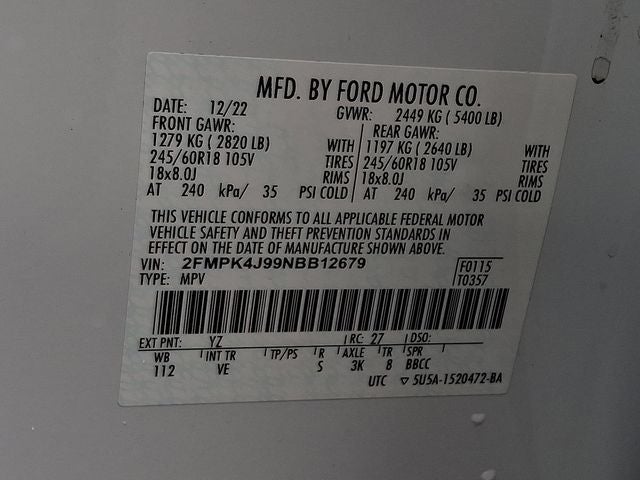 MFD. BY FORD MOTOR CO.
DATE: 12/22 GVWR: 2449 KG ( 5400 LB)
FRONT GAWR: REAR GAWR:
1279 KG ( 2820 LB) WITH 1197 KG ( 2640 LB) WITH
245/60R18 105V TIRES 245/60R18 105V TIRES
18x8.0J RIMS 18x8.0J RIMS
AT 240 kPa/ 35 PSI COLD AT 240 kPa/ 35 PSI COLD
THIS VEHICLE CONFORMS TO ALL APPLICABLE FEDERAL MOTOR
VEHICLE SAFETY AND THEFT PREVENTION STANDARDS IN
EFFECT ON THE DATE OF MANUFACTURE SHOWN ABOVE.
VIN: 2FMPK4J99NBB12679 F0115
TYPE: MPV T0357
EXT PNT: YZ RC: 27 DSO:
WB INT TR TP/PS R AXLE TR SPR
112 VE S 3K 8 BBCC
UTC ▽ 5U5A-1520472-BA